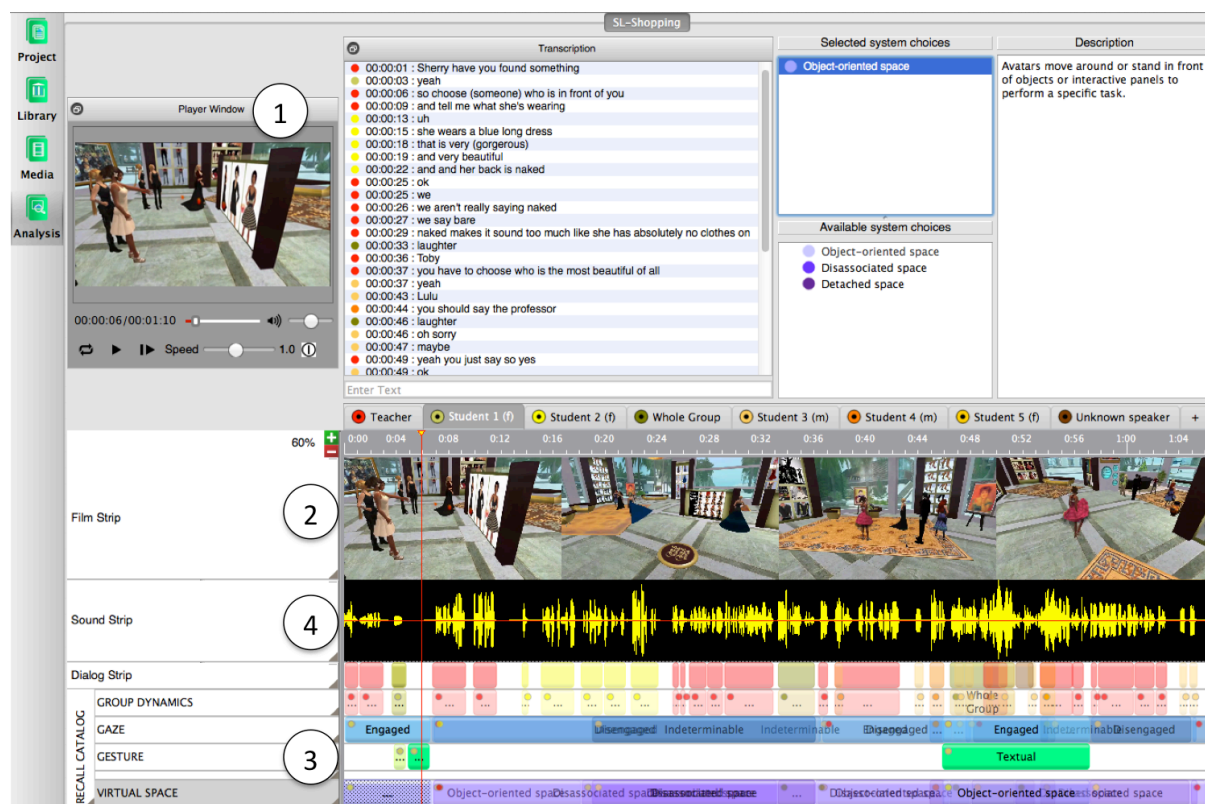 SL-Shopping
Project
Library
Media
Analysis
Player Window
1
00:00:06/00:01:10
Speed
1.0
Transcription
00:00:01 : Sherry have you found something
00:00:03 : yeah
00:00:06 : so choose (someone) who is in front of you
00:00:09 : and tell me what she's wearing
00:00:13 : uh
00:00:15 : she wears a blue long dress
00:00:18 : that is very (gorgerous)
00:00:19 : and very beautiful
00:00:22 : and and her back is naked
00:00:25 : ok
00:00:25 : we
00:00:26 : we aren't really saying naked
00:00:27 : we say bare
00:00:29 : naked makes it sound too much like she has absolutely no clothes on
00:00:33 : laughter
00:00:36 : Toby
00:00:37 : you have to choose who is the most beautiful of all
00:00:37 : yeah
00:00:43 : Lulu
00:00:44 : you should say the professor
00:00:46 : laughter
00:00:46 : oh sorry
00:00:47 : maybe
00:00:49 : yeah you just say so yes
00:00:49 : ok
Enter Text
Selected system choices
Object-oriented space
Available system choices
Object-oriented space
Disassociated space
Detached space
Description
Avatars move around or stand in front
of objects or interactive panels to
perform a specific task.
Teacher
Student 1 (f)
Student 2 (f)
Whole Group
Student 3 (m)
Student 4 (m)
Student 5 (f)
Unknown speaker
+
60%
0:00 0:04 0:08 0:12 0:16 0:20 0:24 0:28 0:32 0:36 0:40 0:44 0:48 0:52 0:56 1:00 1:04
Film Strip
2
Sound Strip
4
Dialog Strip
RECALL CATALOG
GROUP DYNAMICS
... ... ... ... ... Whole
Group
GAZE
Engaged Disengaged Indeterminable Indeterminable ... Engaged Disengaged
GESTURE
3
... ... Textual
VIRTUAL SPACE
... Object-oriented space Disassociated space ... Object-oriented space